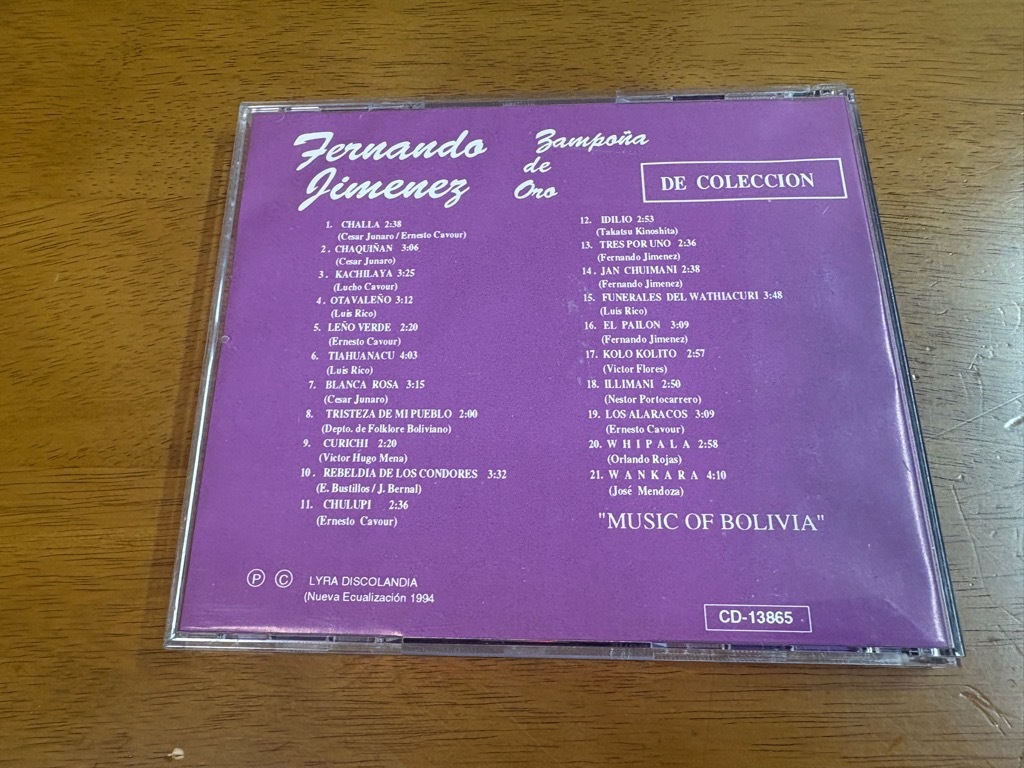 Fernando
Jimenez
Zampoña
de
Oro
DE COLECCION
1. CHALLA 2:38
(Cesar Junaro / Ernesto Cavour)
2. CHAQUIÑAN 3:06
(Cesar Junaro)
3. KACHILAYA 3:25
(Lucho Cavour)
4. OTAVALEÑO 3:12
(Luis Rico)
5. LEÑO VERDE 2:20
(Ernesto Cavour)
6. TIAHUANACU 4:03
(Luis Rico)
7. BLANCA ROSA 3:15
(Cesar Junaro)
8. TRISTEZA DE MI PUEBLO 2:00
(Depto. de Folklore Boliviano)
9. CURICHI 2:20
(Victor Hugo Mena)
10. REBELDIA DE LOS CONDORES 3:32
(E. Bustillos / J. Bernal)
11. CHULUPI 2:36
(Ernesto Cavour)
12. IDILIO 2:53
(Takatsu Kinoshita)
13. TRES POR UNO 2:36
(Fernando Jimenez)
14. JAN CHUIMANI 2:38
(Fernando Jimenez)
15. FUNERALES DEL WATHIACURI 3:48
(Luis Rico)
16. EL PAILON 3:09
(Fernando Jimenez)
17. KOLO KOLITO 2:57
(Victor Flores)
18. ILLIMANI 2:50
(Nestor Portocarrero)
19. LOS ALARACOS 3:09
(Ernesto Cavour)
20. W H I P A L A 2:58
(Orlando Rojas)
21. W A N K A R A 4:10
(José Mendoza)
"MUSIC OF BOLIVIA"
Ⓟ © LYRA DISCOLANDIA
(Nueva Ecualización 1994
CD-13865